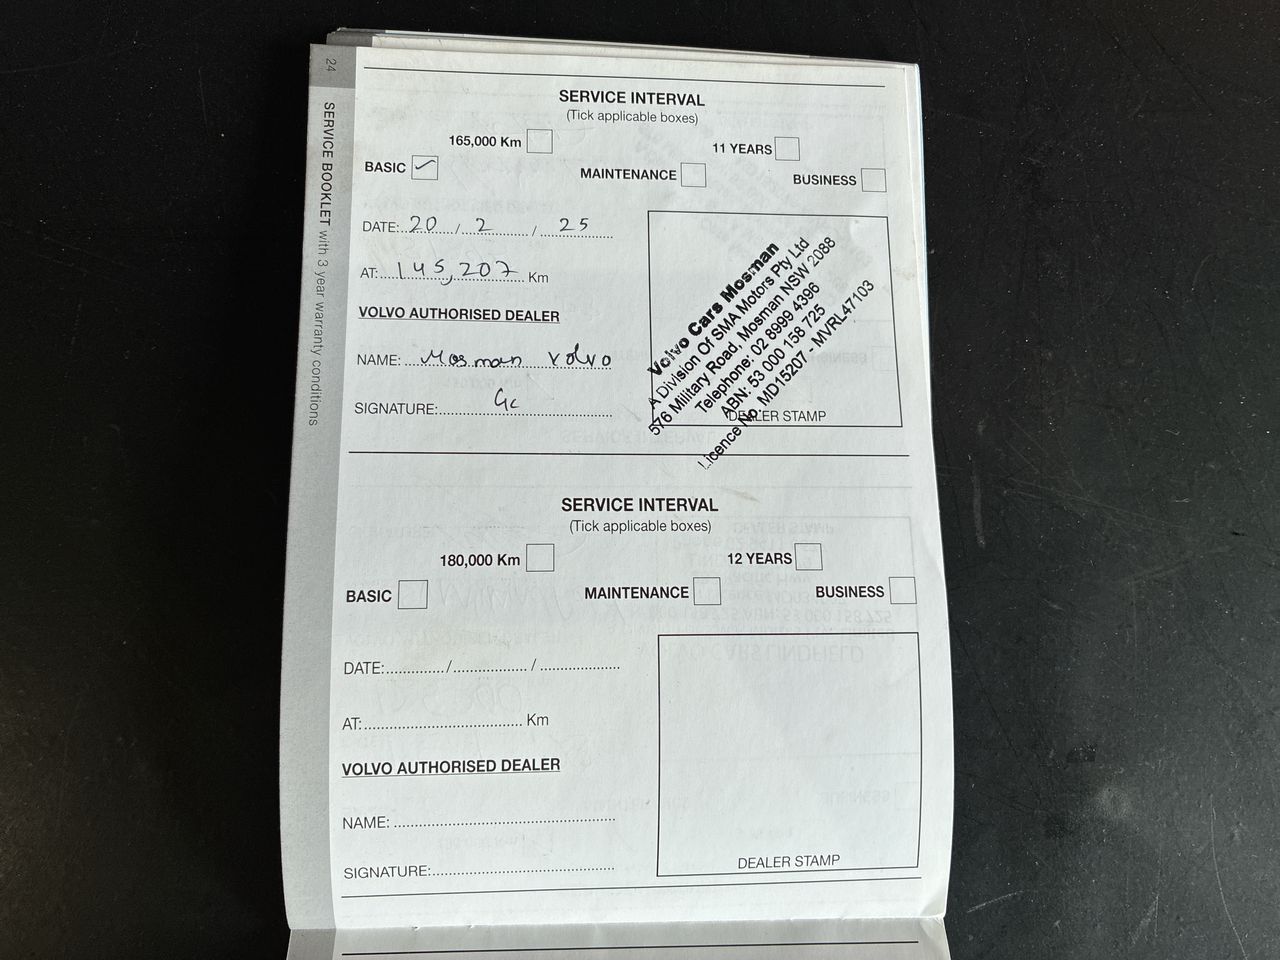 24
SERVICE BOOKLET with 3 year warranty conditions
SERVICE INTERVAL
(Tick applicable boxes)
165,000 Km
11 YEARS
BASIC ✓
MAINTENANCE
BUSINESS
DATE: 20 / 2 / 25
AT: 145,207 Km
VOLVO AUTHORISED DEALER
NAME: Mosman Volvo
SIGNATURE: Gc
Volvo Cars Mosman
A Division Of SMA Motors Pty Ltd
576 Military Road, Mosman NSW 2088
Telephone: 02 8999 4396
ABN: 53 000 158 725
Licence No. MD15207 - MVRL47103
DEALER STAMP
SERVICE INTERVAL
(Tick applicable boxes)
180,000 Km
12 YEARS
BASIC
MAINTENANCE
BUSINESS
DATE:............/................/..................
AT:.................................... Km
VOLVO AUTHORISED DEALER
NAME: ..................................................
SIGNATURE:.........................................
DEALER STAMP